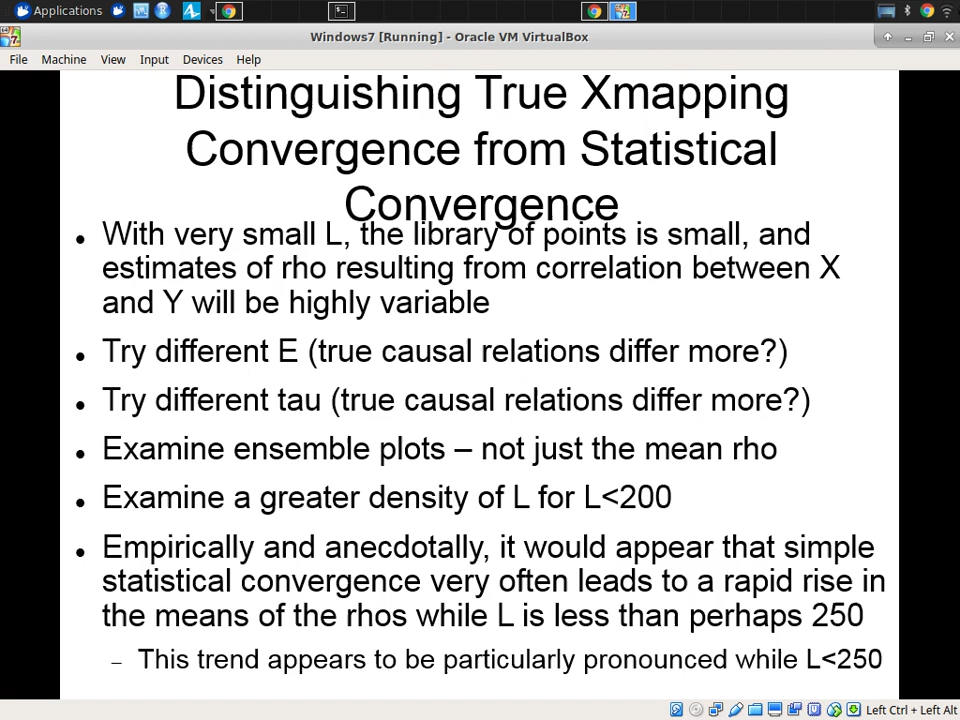 Applications
Windows7 [Running] - Oracle VM VirtualBox
File Machine View Input Devices Help
Distinguishing True Xmapping
Convergence from Statistical
Convergence
• With very small L, the library of points is small, and
estimates of rho resulting from correlation between X
and Y will be highly variable
• Try different E (true causal relations differ more?)
• Try different tau (true causal relations differ more?)
• Examine ensemble plots – not just the mean rho
• Examine a greater density of L for L<200
• Empirically and anecdotally, it would appear that simple
statistical convergence very often leads to a rapid rise in
the means of the rhos while L is less than perhaps 250
– This trend appears to be particularly pronounced while L<250
Left Ctrl + Left Alt